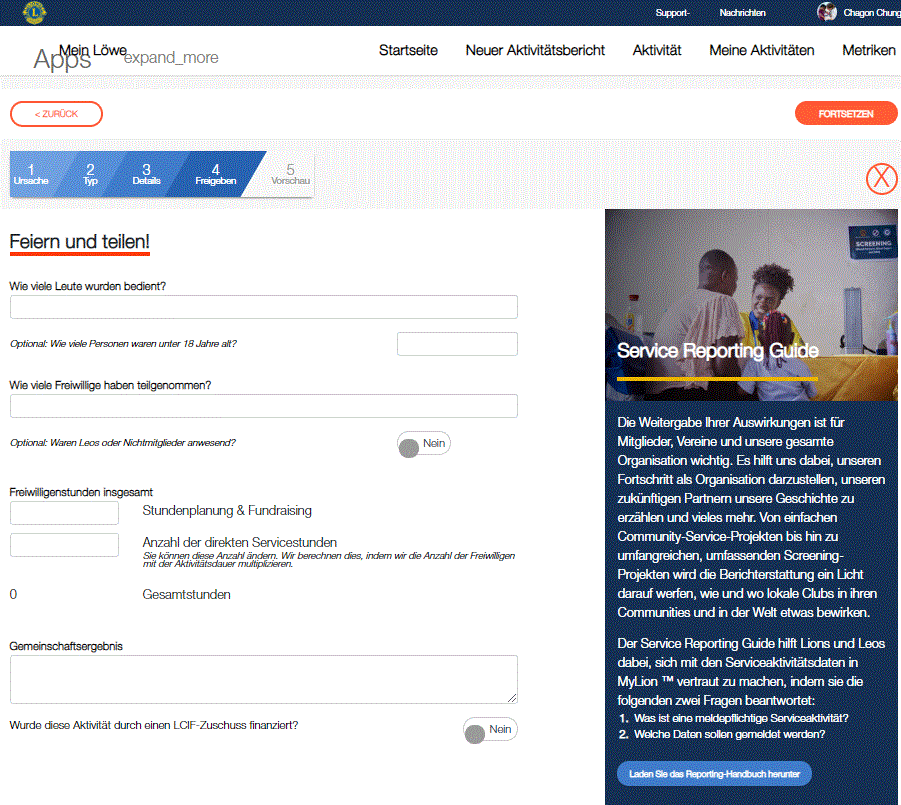 L
Support-
Nachrichten
Chagon Chung
Mein Löwe
Apps
expand_more
Startseite
Neuer Aktivitätsbericht
Aktivität
Meine Aktivitäten
Metriken
< ZURÜCK
FORTSETZEN
1
Ursache
2
Typ
3
Details
4
Freigeben
5
Vorschau
X
Feiern und teilen!
Wie viele Leute wurden bedient?
Optional: Wie viele Personen waren unter 18 Jahre alt?
Wie viele Freiwillige haben teilgenommen?
Optional: Waren Leos oder Nichtmitglieder anwesend?
Nein
Freiwilligenstunden insgesamt
Stundenplanung & Fundraising
Anzahl der direkten Servicestunden
Sie können diese Anzahl ändern. Wir berechnen dies, indem wir die Anzahl der Freiwilligen
mit der Aktivitätsdauer multiplizieren.
0
Gesamtstunden
Gemeinschaftsergebnis
Wurde diese Aktivität durch einen LCIF-Zuschuss finanziert?
Nein
SCREENING
Service Reporting Guide
Die Weitergabe Ihrer Auswirkungen ist für
Mitglieder, Vereine und unsere gesamte
Organisation wichtig. Es hilft uns dabei, unseren
Fortschritt als Organisation darzustellen, unseren
zukünftigen Partnern unsere Geschichte zu
erzählen und vieles mehr. Von einfachen
Community-Service-Projekten bis hin zu
umfangreichen, umfassenden Screening-
Projekten wird die Berichterstattung ein Licht
darauf werfen, wie und wo lokale Clubs in ihren
Communities und in der Welt etwas bewirken.
Der Service Reporting Guide hilft Lions und Leos
dabei, sich mit den Serviceaktivitätsdaten in
MyLion ™ vertraut zu machen, indem sie die
folgenden zwei Fragen beantwortet:
1. Was ist eine meldepflichtige Serviceaktivität?
2. Welche Daten sollen gemeldet werden?
Laden Sie das Reporting-Handbuch herunter